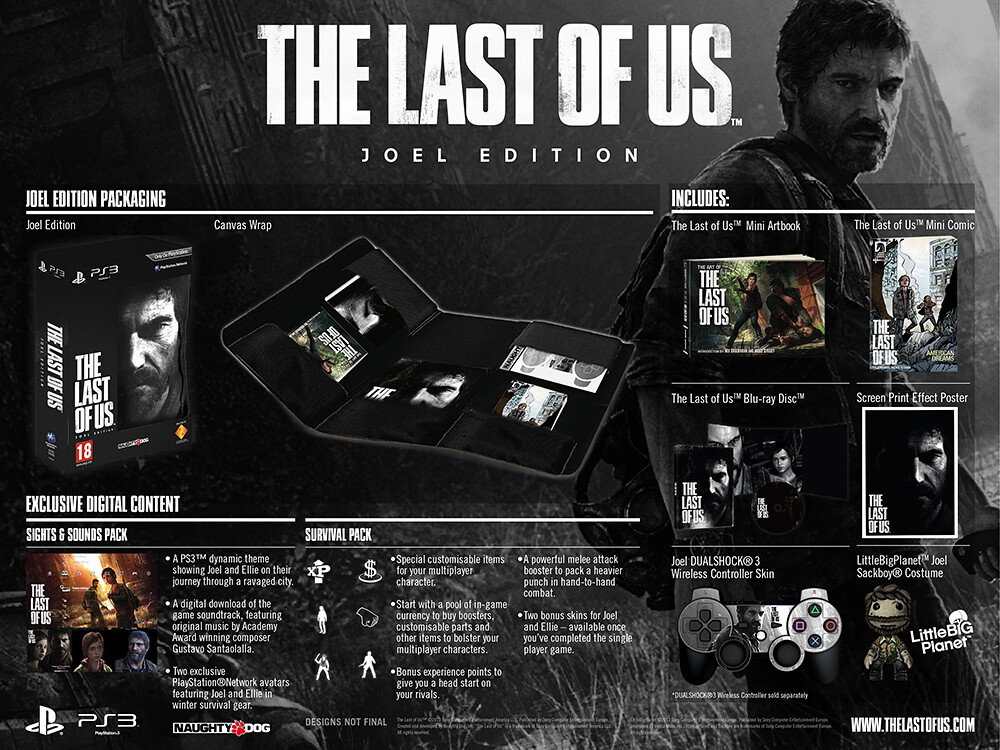 THE LAST OF US™
JOEL EDITION
JOEL EDITION PACKAGING
Joel Edition
Canvas Wrap
PS3
PS3
Only On PlayStation
PlayStation Network
THE LAST OF US
THE
LAST
OF US
JOEL EDITION
18
NAUGHTY DOG
INCLUDES:
The Last of Us™ Mini Artbook
The Last of Us™ Mini Comic
THE ART OF
THE
LAST
OF US
THE
LAST
OF US
AMERICAN
DREAMS
The Last of Us™ Blu-ray Disc™
Screen Print Effect Poster
THE
LAST
OF US
THE
LAST
OF US
THE
LAST
OF US
Joel DUALSHOCK®3
Wireless Controller Skin
LittleBigPlanet™ Joel
Sackboy® Costume
LittleBIG
Planet
*DUALSHOCK®3 Wireless Controller sold separately
EXCLUSIVE DIGITAL CONTENT
SIGHTS & SOUNDS PACK
THE
LAST
OF US
•A PS3™ dynamic theme
showing Joel and Ellie on their
journey through a ravaged city.
•A digital download of the
game soundtrack, featuring
original music by Academy
Award winning composer
Gustavo Santaolalla.
•Two exclusive
PlayStation®Network avatars
featuring Joel and Ellie in
winter survival gear.
SURVIVAL PACK
XP
$
•Special customisable items
for your multiplayer
character.
•Start with a pool of in-game
currency to buy boosters,
customisable parts and
other items to bolster your
multiplayer characters.
•Bonus experience points to
give you a head start on
your rivals.
•A powerful melee attack
booster to pack a heavier
punch in hand-to-hand
combat.
•Two bonus skins for Joel
and Ellie – available once
you've completed the single
player game.
PS3
PlayStation.3
NAUGHTY DOG
DESIGNS NOT FINAL
WWW.THELASTOFUS.COM